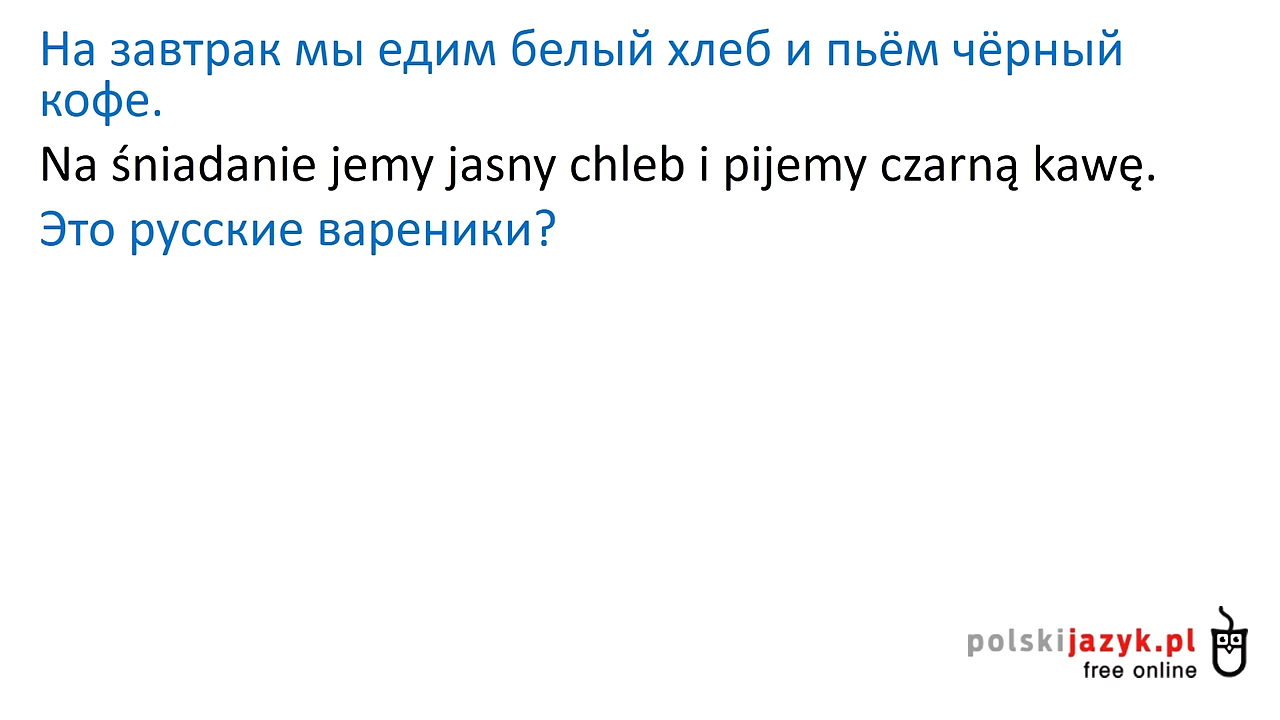 На завтрак мы едим белый хлеб и пьём чёрный
кофе.
Na śniadanie jemy jasny chleb i pijemy czarną kawę.
Это русские вареники?
polskijazyk.pl
free online